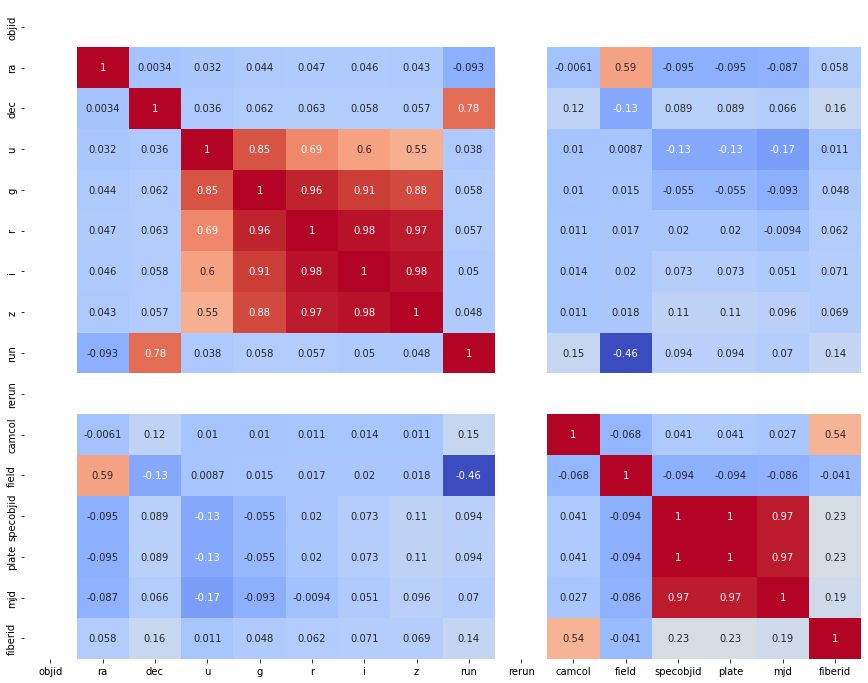 objid
ra 1 0.0034 0.032 0.044 0.047 0.046 0.043 -0.093 -0.0061 0.59 -0.095 -0.095 -0.087 0.058
dec 0.0034 1 0.036 0.062 0.063 0.058 0.057 0.78 0.12 -0.13 0.089 0.089 0.066 0.16
u 0.032 0.036 1 0.85 0.69 0.6 0.55 0.038 0.01 0.0087 -0.13 -0.13 -0.17 0.011
g 0.044 0.062 0.85 1 0.96 0.91 0.88 0.058 0.01 0.015 -0.055 -0.055 -0.093 0.048
r 0.047 0.063 0.69 0.96 1 0.98 0.97 0.057 0.011 0.017 0.02 0.02 -0.0094 0.062
i 0.046 0.058 0.6 0.91 0.98 1 0.98 0.05 0.014 0.02 0.073 0.073 0.051 0.071
z 0.043 0.057 0.55 0.88 0.97 0.98 1 0.048 0.011 0.018 0.11 0.11 0.096 0.069
run -0.093 0.78 0.038 0.058 0.057 0.05 0.048 1 0.15 -0.46 0.094 0.094 0.07 0.14
rerun
camcol -0.0061 0.12 0.01 0.01 0.011 0.014 0.011 0.15 1 -0.068 0.041 0.041 0.027 0.54
field 0.59 -0.13 0.0087 0.015 0.017 0.02 0.018 -0.46 -0.068 1 -0.094 -0.094 -0.086 -0.041
specobjid -0.095 0.089 -0.13 -0.055 0.02 0.073 0.11 0.094 0.041 -0.094 1 1 0.97 0.23
plate -0.095 0.089 -0.13 -0.055 0.02 0.073 0.11 0.094 0.041 -0.094 1 1 0.97 0.23
mjd -0.087 0.066 -0.17 -0.093 -0.0094 0.051 0.096 0.07 0.027 -0.086 0.97 0.97 1 0.19
fiberid 0.058 0.16 0.011 0.048 0.062 0.071 0.069 0.14 0.54 -0.041 0.23 0.23 0.19 1
objid ra dec u g r i z run rerun camcol field specobjid plate mjd fiberid